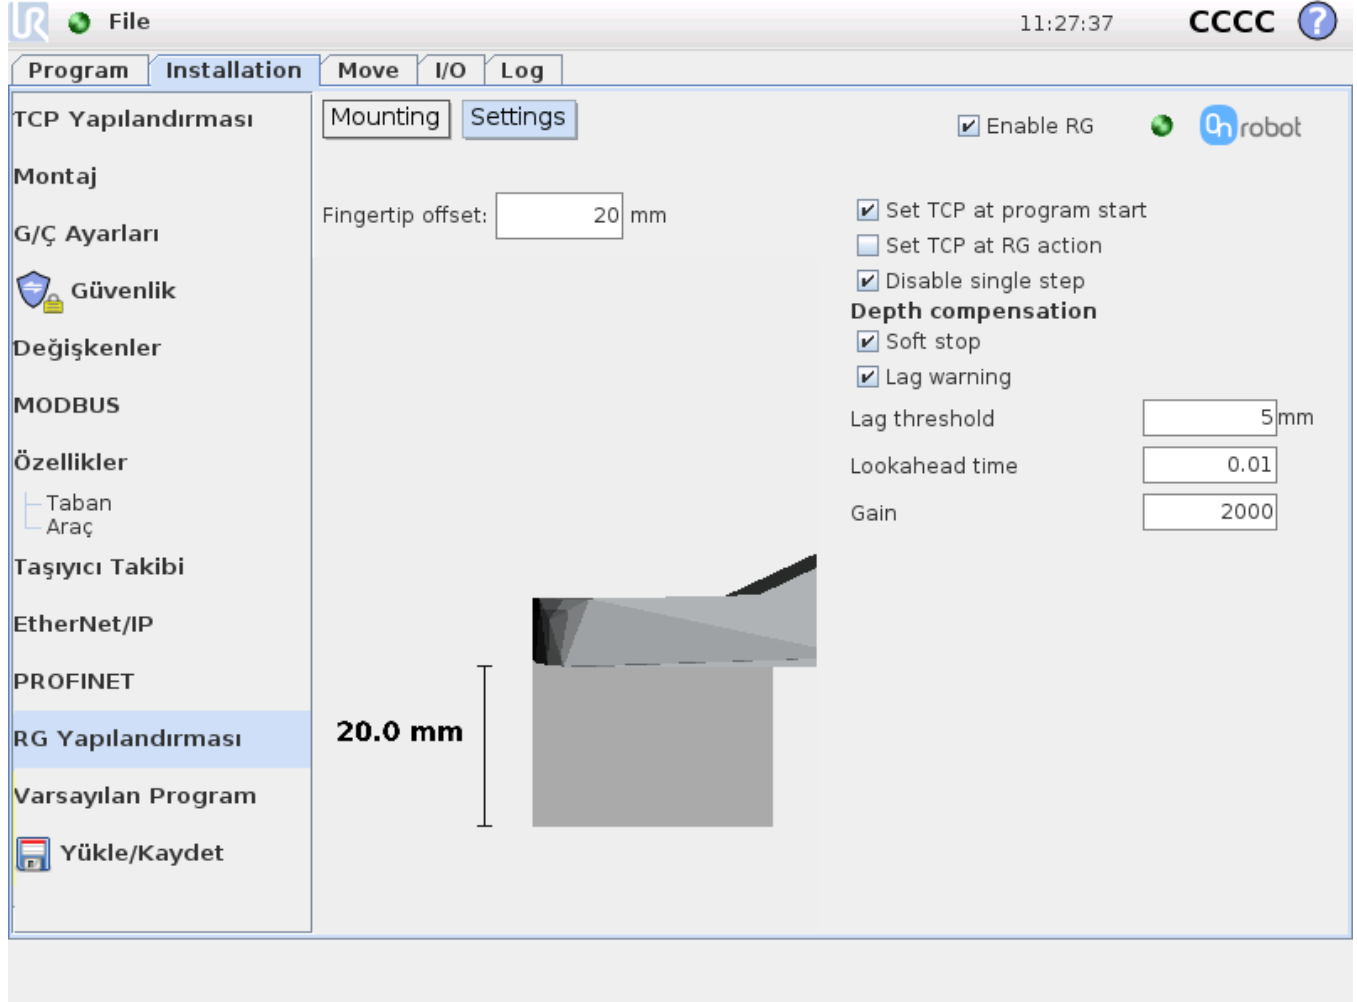 UR File 11:27:37 CCCC ?
Program Installation Move I/O Log
TCP Yapılandırması
Montaj
G/Ç Ayarları
Güvenlik
Değişkenler
MODBUS
Özellikler
Taban
Araç
Taşıyıcı Takibi
EtherNet/IP
PROFINET
RG Yapılandırması
Varsayılan Program
Yükle/Kaydet
Mounting Settings
Enable RG
On robot
Fingertip offset: 20 mm
20.0 mm
Set TCP at program start
Set TCP at RG action
Disable single step
Depth compensation
Soft stop
Lag warning
Lag threshold 5 mm
Lookahead time 0.01
Gain 2000